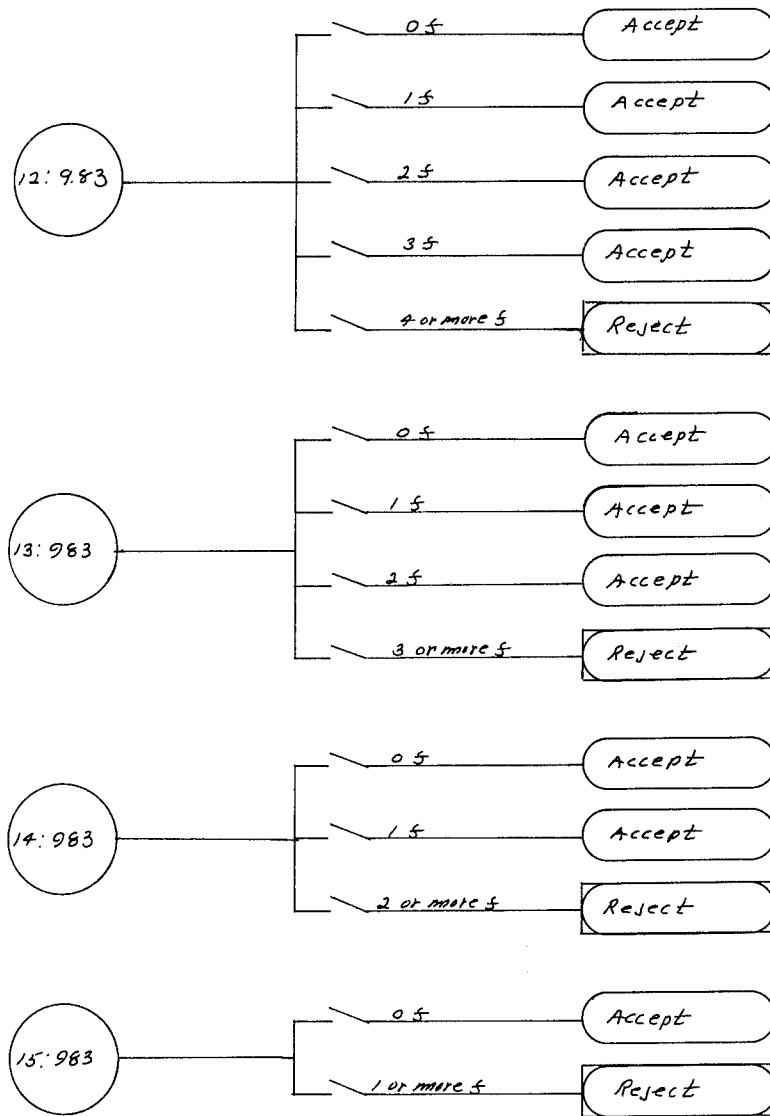 0 f Accept
1 f Accept
12: 9.83 2 f Accept
3 f Accept
4 or more f Reject
0 f Accept
1 f Accept
13: 983
2 f Accept
3 or more f Reject
0 f Accept
14: 983 1 f Accept
2 or more f Reject
0 f Accept
15: 983
1 or more f Reject